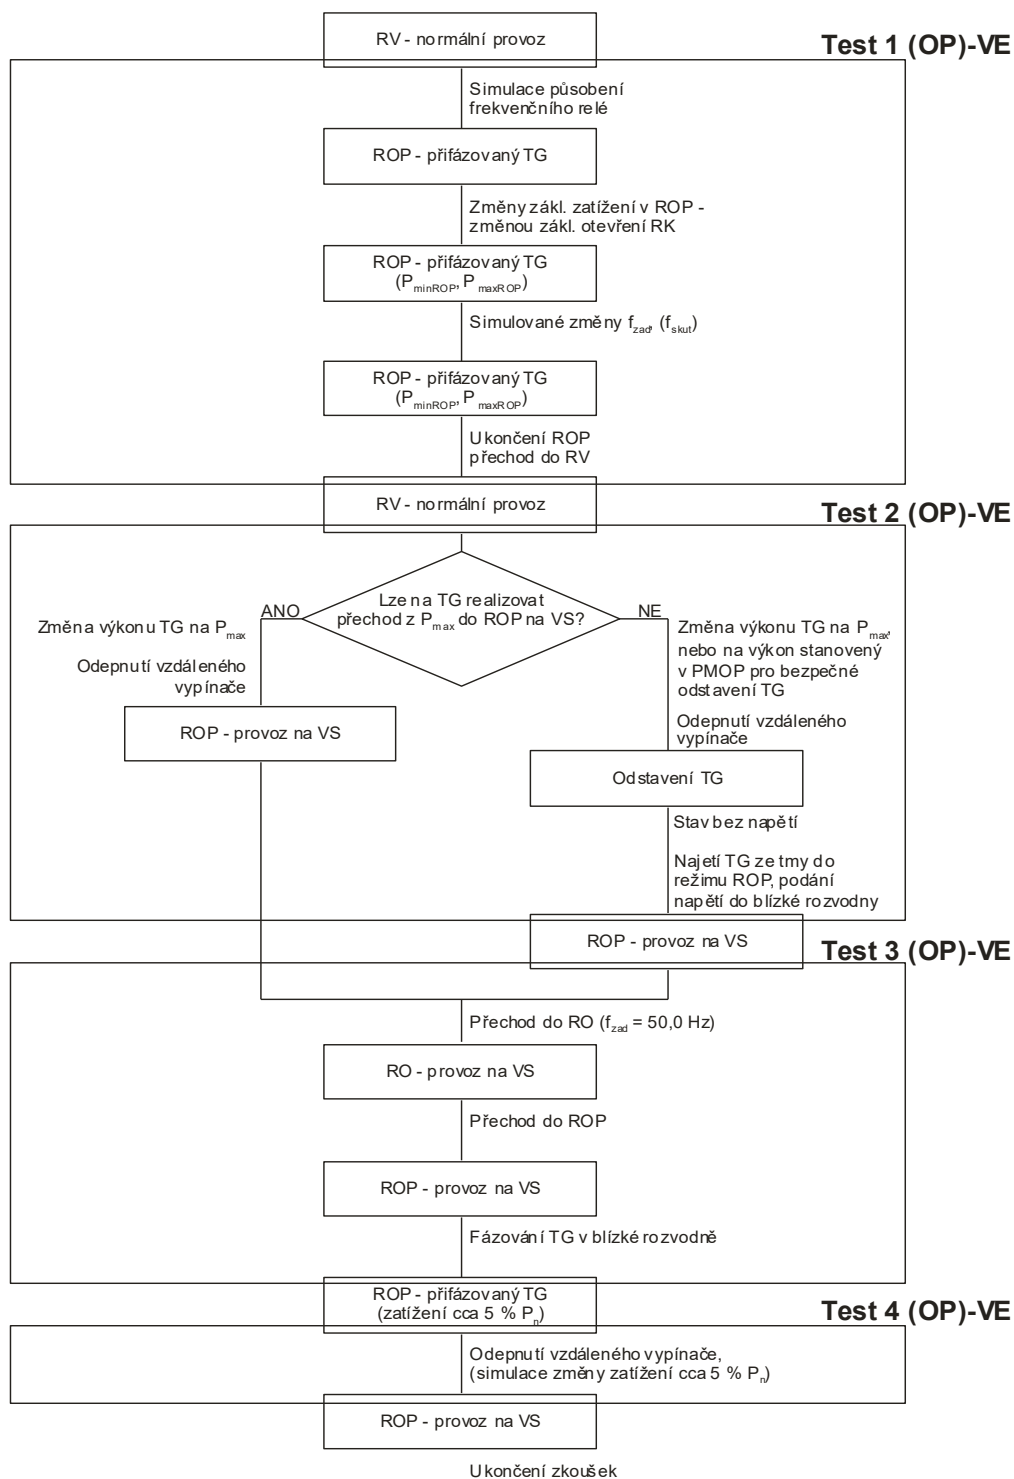 RV - normální provoz
Test 1 (OP)-VE
Simulace působení
frekvenčního relé
ROP - přifázovaný TG
Změny zákl. zatížení v ROP -
změnou zákl. otevření RK
ROP - přifázovaný TG
(PminROP, PmaxROP)
Simulované změny fzad, (fskut)
ROP - přifázovaný TG
(PminROP, PmaxROP)
Ukončení ROP
přechod do RV
RV - normální provoz
Test 2 (OP)-VE
Lze na TG realizovat
přechod z Pmax do ROP na VS?
ANO
NE
Změna výkonu TG na Pmax
Odepnutí vzdáleného
vypínače
ROP - provoz na VS
Změna výkonu TG na Pmax,
nebo na výkon stanovený
v PMOP pro bezpečné
odstavení TG
Odepnutí vzdáleného
vypínače
Odstavení TG
Stav bez napětí
Najetí TG ze tmy do
režimu ROP, podání
napětí do blízké rozvodny
ROP - provoz na VS
Test 3 (OP)-VE
Přechod do RO (fzad = 50,0 Hz)
RO - provoz na VS
Přechod do ROP
ROP - provoz na VS
Fázování TG v blízké rozvodně
ROP - přifázovaný TG
(zatížení cca 5 % Pn)
Test 4 (OP)-VE
Odepnutí vzdáleného vypínače,
(simulace změny zatížení cca 5 % Pn)
ROP - provoz na VS
Ukončení zkoušek